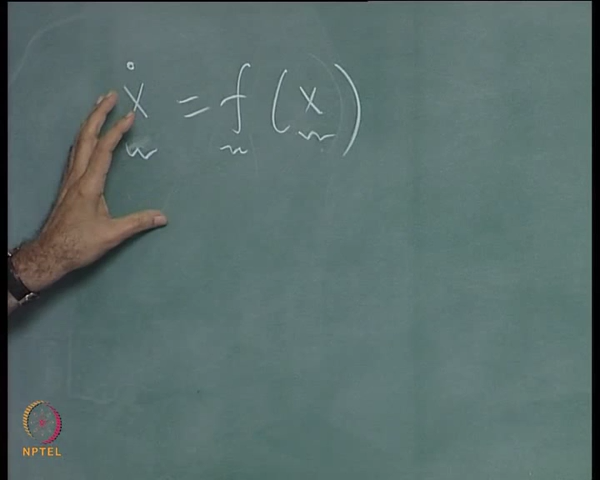 ẋ = f (x)
NPTEL